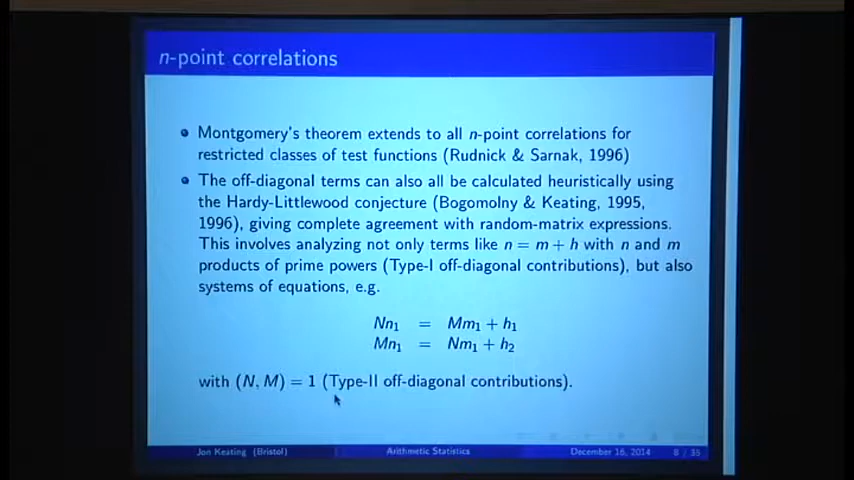 n-point correlations
Montgomery's theorem extends to all n-point correlations for
restricted classes of test functions (Rudnick & Sarnak, 1996)
The off-diagonal terms can also all be calculated heuristically using
the Hardy-Littlewood conjecture (Bogomolny & Keating, 1995,
1996), giving complete agreement with random-matrix expressions.
This involves analyzing not only terms like n = m + h with n and m
products of prime powers (Type-I off-diagonal contributions), but also
systems of equations, e.g.
Nn₁ = Mm₁ + h₁
Mn₁ = Nm₁ + h₂
with (N, M) = 1 (Type-II off-diagonal contributions).
Jon Keating (Bristol) Arithmetic Statistics December 16, 2014 8 / 35